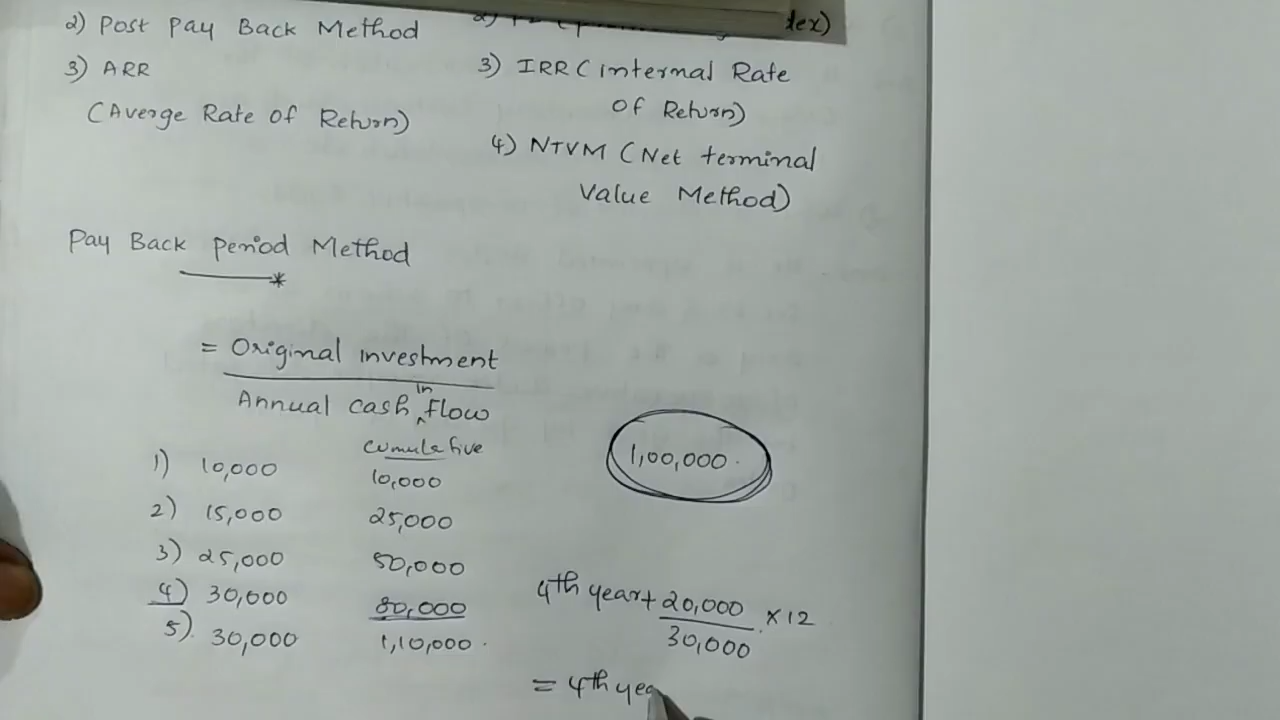 2) Post Pay Back Method
3) ARR
(Averge Rate of Return)
dex)
3) IRR (internal Rate
of Return)
4) NTVM (Net terminal
Value Method)
Pay Back Period Method
= Original investment
Annual cash in flow
cumulative
1) 10,000 10,000
2) 15,000 25,000
3) 25,000 50,000
4) 30,000 80,000
5) 30,000 1,10,000
1,00,000
4th year + 20,000 × 12
30,000
= 4th yea